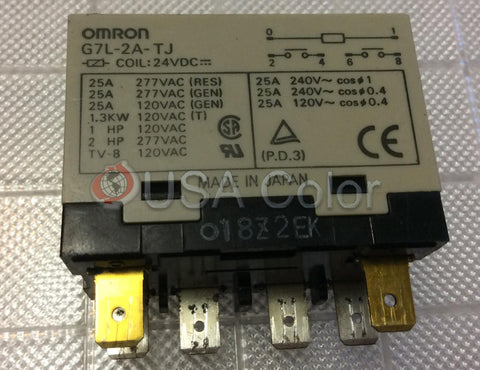 OMRON
G7L-2A-TJ
COIL:24VDC
25A 277VAC (RES)
25A 277VAC (GEN)
25A 120VAC (GEN)
1.3KW 120VAC (T)
1 HP 120VAC
2 HP 277VAC
TV-8 120VAC
0 1
2 4 6 8
25A 240V~ cosφ1
25A 240V~ cosφ0.4
25A 120V~ cosφ0.4
(P.D.3)
CE
MADE IN JAPAN
USA Color
018Z2EK